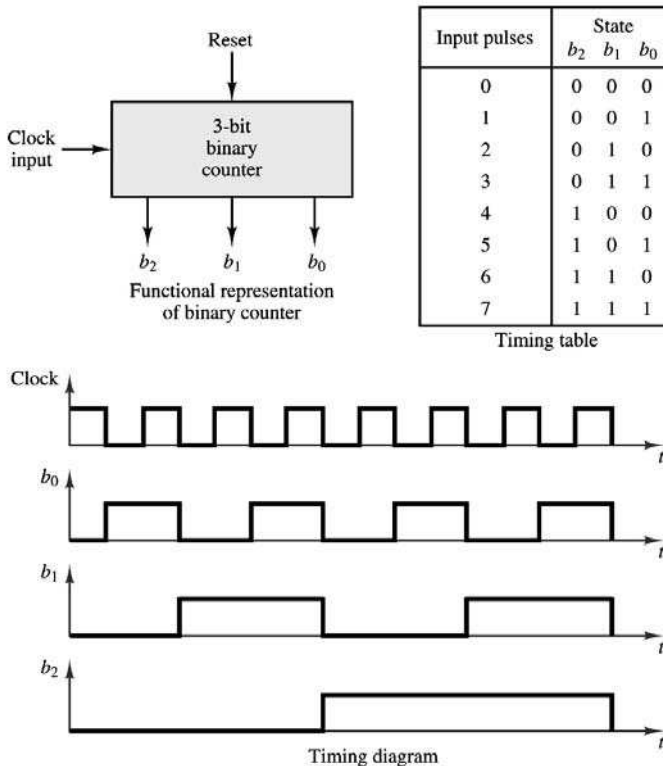 Reset
Clock
input
3-bit
binary
counter
b2 b1 b0
Functional representation
of binary counter
Input pulses State
b2 b1 b0
0 0 0 0
1 0 0 1
2 0 1 0
3 0 1 1
4 1 0 0
5 1 0 1
6 1 1 0
7 1 1 1
Timing table
Clock
t
b0
t
b1
t
b2
t
Timing diagram